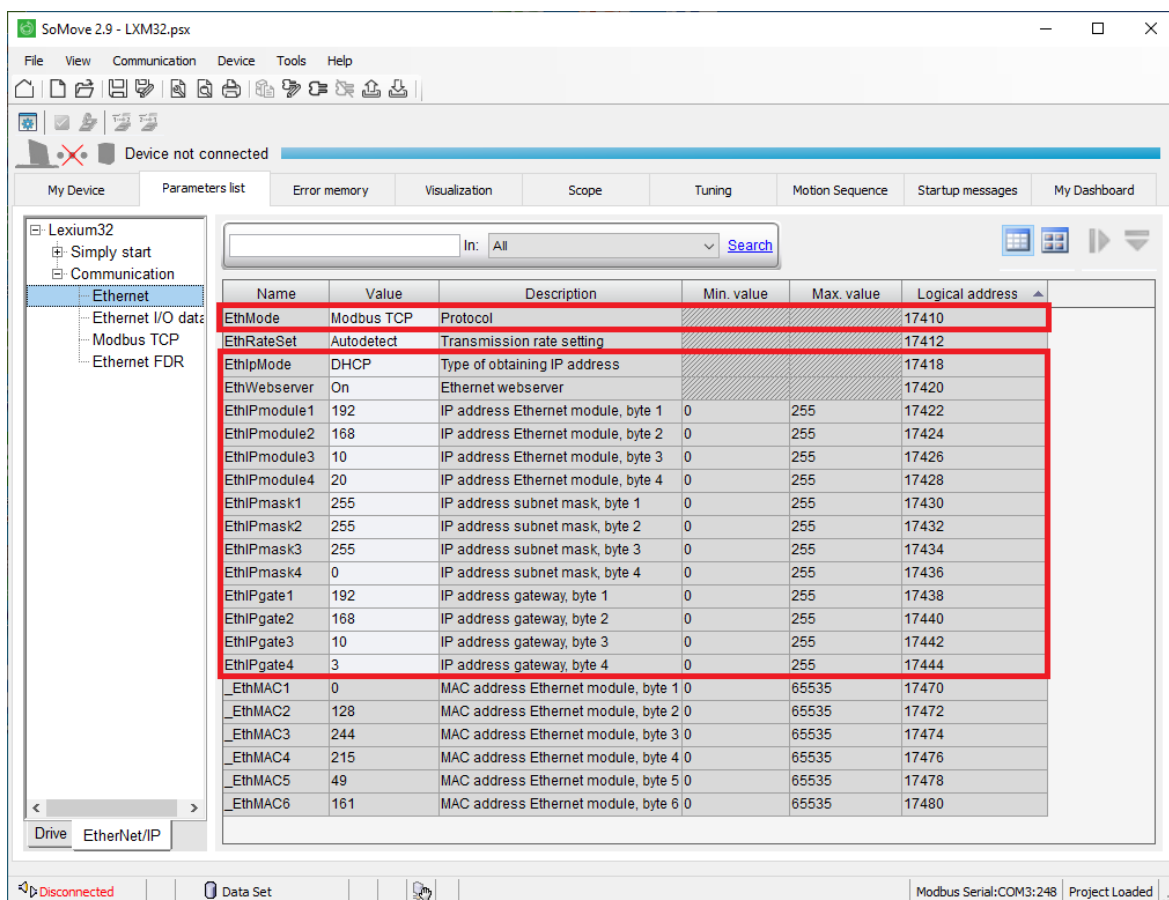 SoMove 2.9 - LXM32.psx
File View Communication Device Tools Help
Device not connected
My Device Parameters list Error memory Visualization Scope Tuning Motion Sequence Startup messages My Dashboard
Lexium32
Simply start
Communication
Ethernet
Ethernet I/O data
Modbus TCP
Ethernet FDR
In: All Search
Name Value Description Min. value Max. value Logical address
EthMode Modbus TCP Protocol 17410
EthRateSet Autodetect Transmission rate setting 17412
EthIpMode DHCP Type of obtaining IP address 17418
EthWebserver On Ethernet webserver 17420
EthIPmodule1 192 IP address Ethernet module, byte 1 0 255 17422
EthIPmodule2 168 IP address Ethernet module, byte 2 0 255 17424
EthIPmodule3 10 IP address Ethernet module, byte 3 0 255 17426
EthIPmodule4 20 IP address Ethernet module, byte 4 0 255 17428
EthIPmask1 255 IP address subnet mask, byte 1 0 255 17430
EthIPmask2 255 IP address subnet mask, byte 2 0 255 17432
EthIPmask3 255 IP address subnet mask, byte 3 0 255 17434
EthIPmask4 0 IP address subnet mask, byte 4 0 255 17436
EthIPgate1 192 IP address gateway, byte 1 0 255 17438
EthIPgate2 168 IP address gateway, byte 2 0 255 17440
EthIPgate3 10 IP address gateway, byte 3 0 255 17442
EthIPgate4 3 IP address gateway, byte 4 0 255 17444
_EthMAC1 0 MAC address Ethernet module, byte 1 0 65535 17470
_EthMAC2 128 MAC address Ethernet module, byte 2 0 65535 17472
_EthMAC3 244 MAC address Ethernet module, byte 3 0 65535 17474
_EthMAC4 215 MAC address Ethernet module, byte 4 0 65535 17476
_EthMAC5 49 MAC address Ethernet module, byte 5 0 65535 17478
_EthMAC6 161 MAC address Ethernet module, byte 6 0 65535 17480
Drive EtherNet/IP
Disconnected Data Set Modbus Serial:COM3:248 Project Loaded